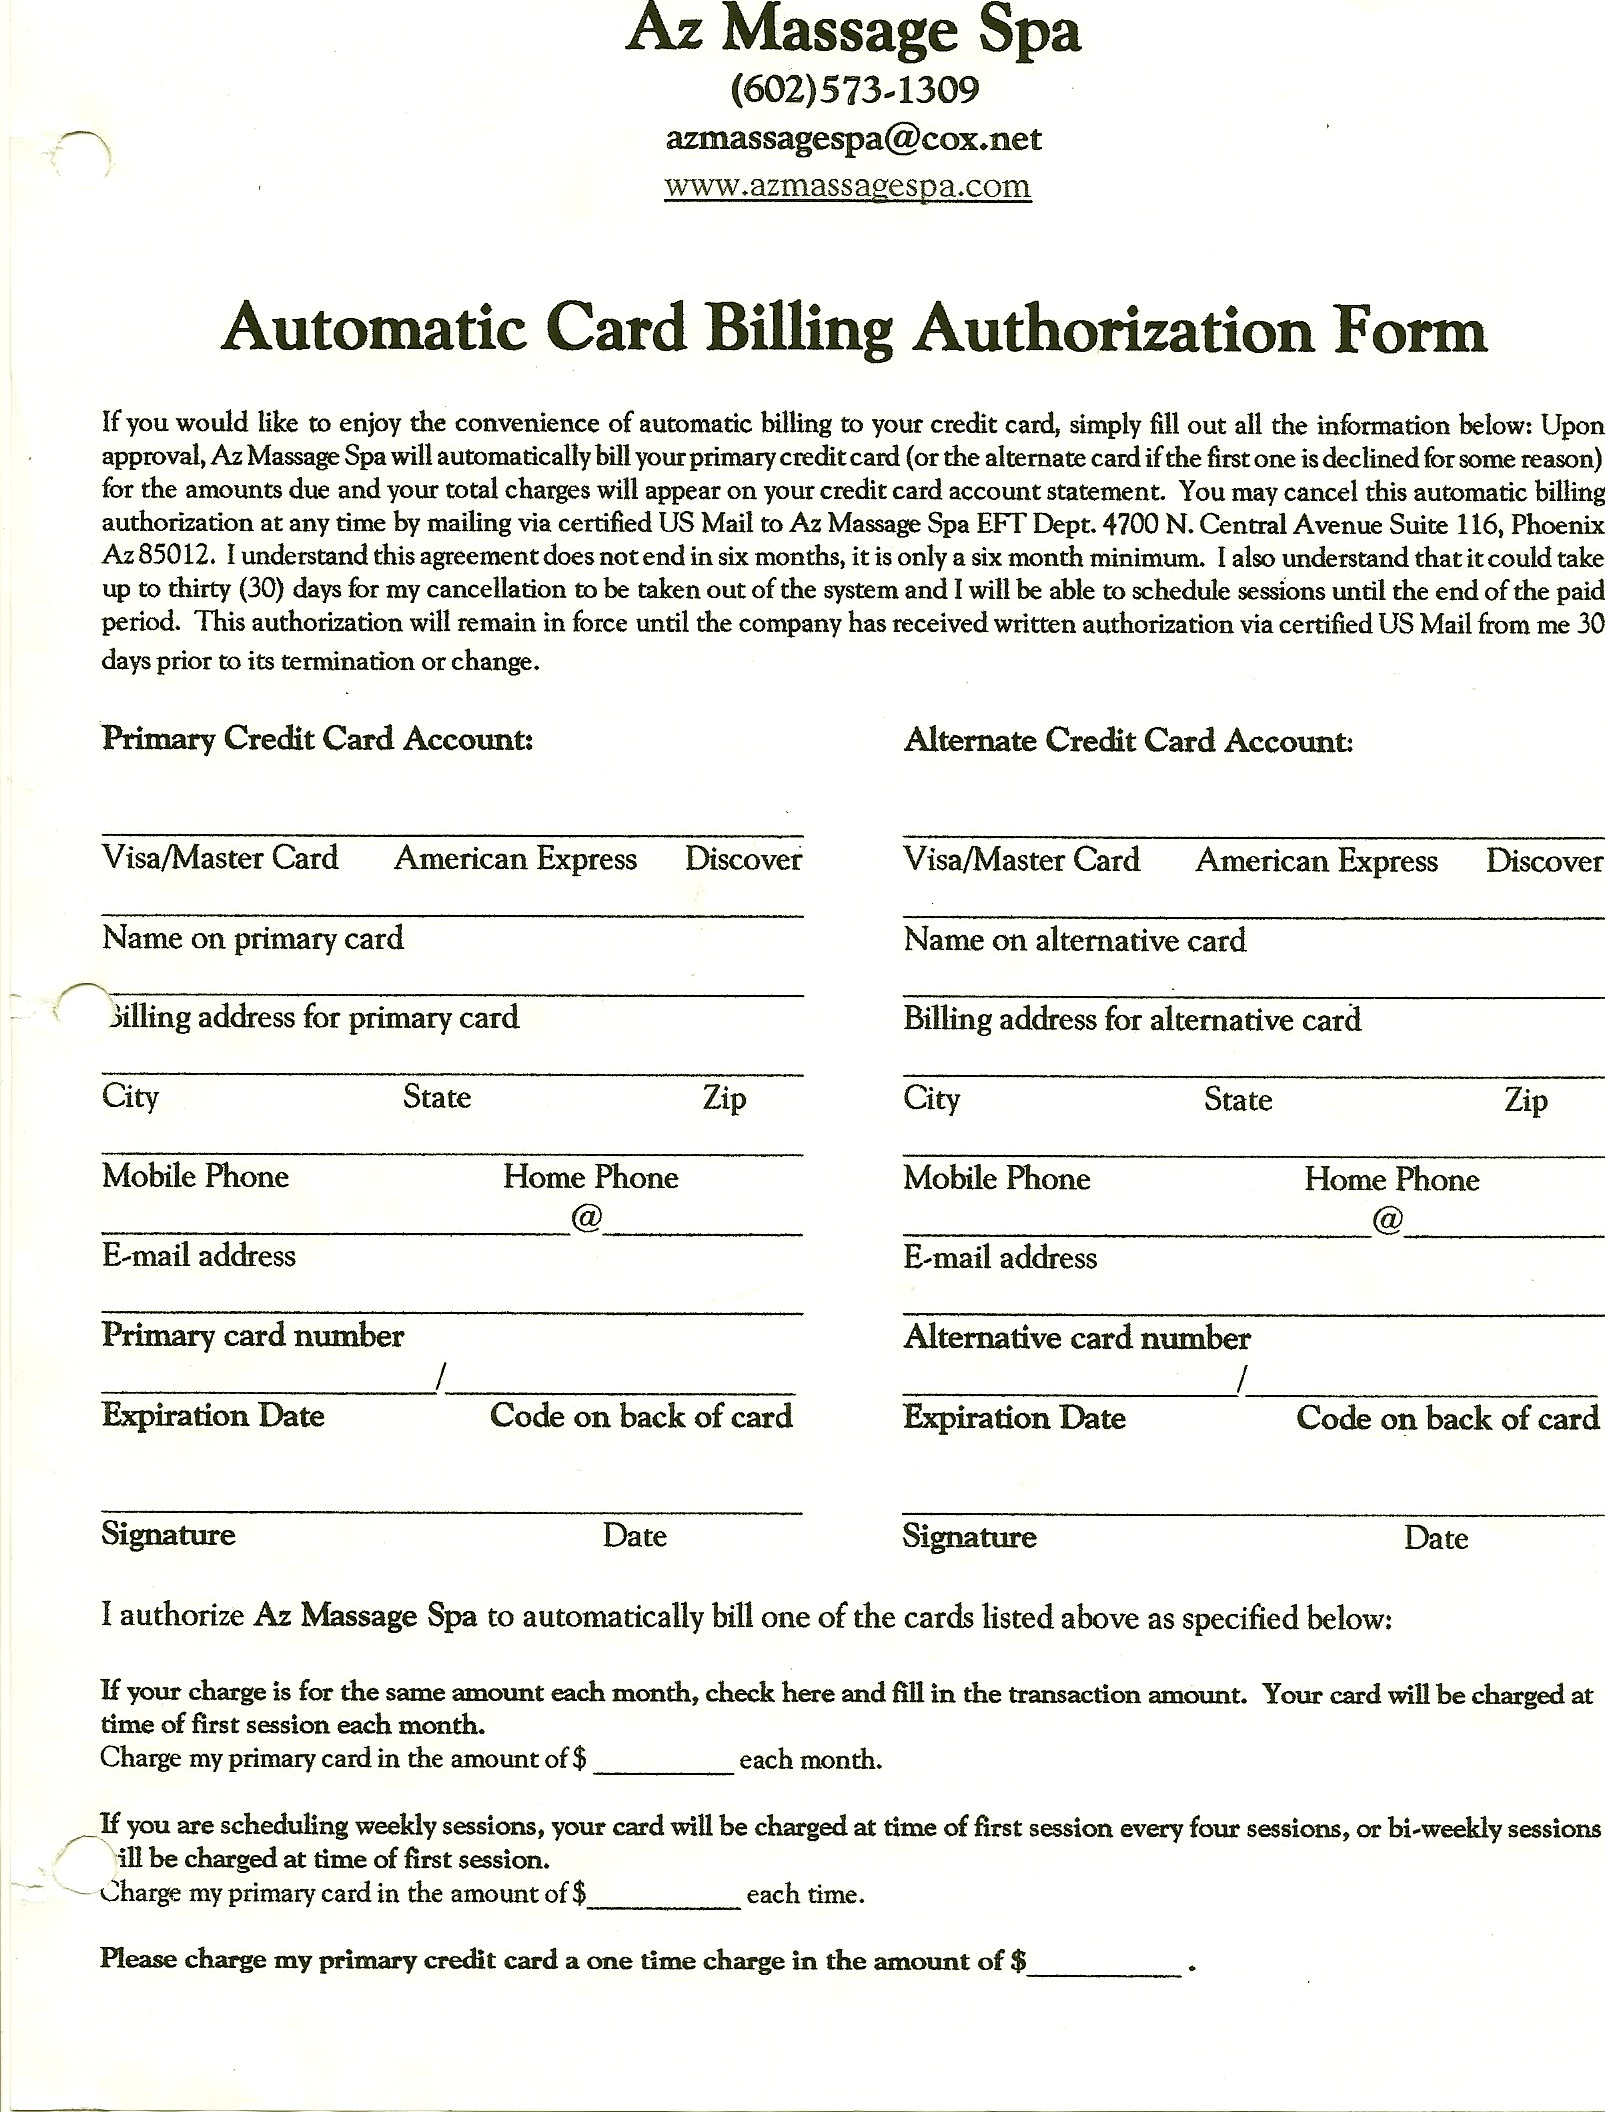 Az Massage Spa
(602)573-1309
azmassagespa@cox.net
www.azmassagespa.com
Automatic Card Billing Authorization Form
If you would like to enjoy the convenience of automatic billing to your credit card, simply fill out all the information below: Upon
approval, Az Massage Spa will automatically bill your primary credit card (or the alternate card if the first one is declined for some reason)
for the amounts due and your total charges will appear on your credit card account statement. You may cancel this automatic billing
authorization at any time by mailing via certified US Mail to Az Massage Spa EFT Dept. 4700 N. Central Avenue Suite 116, Phoenix
Az 85012. I understand this agreement does not end in six months, it is only a six month minimum. I also understand that it could take
up to thirty (30) days for my cancellation to be taken out of the system and I will be able to schedule sessions until the end of the paid
period. This authorization will remain in force until the company has received written authorization via certified US Mail from me 30
days prior to its termination or change.
Primary Credit Card Account: Alternate Credit Card Account:
Visa/Master Card American Express Discover Visa/Master Card American Express Discover
Name on primary card Name on alternative card
Billing address for primary card Billing address for alternative card
City State Zip City State Zip
Mobile Phone Home Phone Mobile Phone Home Phone
@ @
E-mail address E-mail address
Primary card number Alternative card number
/ /
Expiration Date Code on back of card Expiration Date Code on back of card
Signature Date Signature Date
I authorize Az Massage Spa to automatically bill one of the cards listed above as specified below:
If your charge is for the same amount each month, check here and fill in the transaction amount. Your card will be charged at
time of first session each month.
Charge my primary card in the amount of $ __________ each month.
If you are scheduling weekly sessions, your card will be charged at time of first session every four sessions, or bi-weekly sessions
ill be charged at time of first session.
Charge my primary card in the amount of $___________ each time.
Please charge my primary credit card a one time charge in the amount of $___________ .